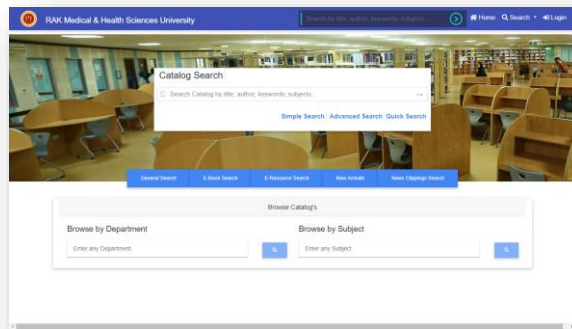 RAK Medical & Health Sciences University
Search by title, author, keywords, subjects...
Home Search Login
Catalog Search
Search Catalog by title, author, keywords, subjects...
Simple Search Advanced Search Quick Search
General Search E-Book Search E-Resource Search New Arrivals News Clippings Search
Browse Catalog's
Browse by Department Browse by Subject
Enter any Department Enter any Subject